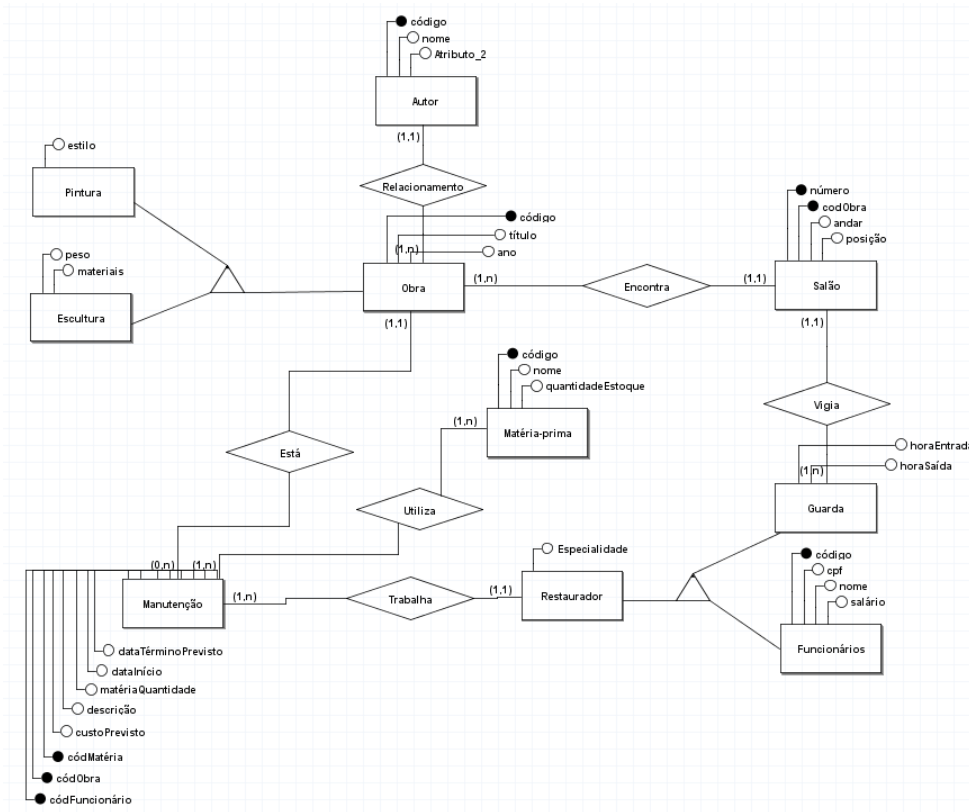 código
nome
Atributo_2
Autor
(1,1)
Relacionamento
estilo
Pintura
código
título
(1,n)
ano
número
codObra
andar
posição
peso
materiais
Escultura
Obra
(1,n)
Encontra
(1,1)
Salão
(1,1)
(1,1)
código
nome
quantidadeEstoque
(1,n)
Matéria-prima
Vigia
Está
horaEntrada
horaSaída
(1,n)
Guarda
Utiliza
Especialidade
código
cpf
nome
salário
(0,n)
(1,n)
Manutenção
(1,n)
Trabalha
(1,1)
Restaurador
Funcionários
dataTérminoPrevisto
dataInício
matériaQuantidade
descrição
custoPrevisto
códMatéria
códObra
códFuncionário